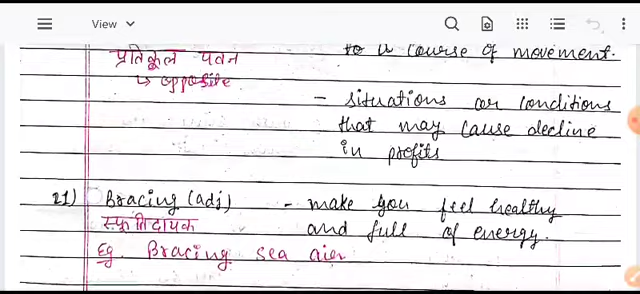 View
to a course of movement.
प्रतिकूल पवन
↳ opposite
- situations or conditions
that may cause decline
in profits
21) Bracing (adj) - make you feel healthy
स्फूर्तिदायक and full of energy.
Eg. Bracing sea air